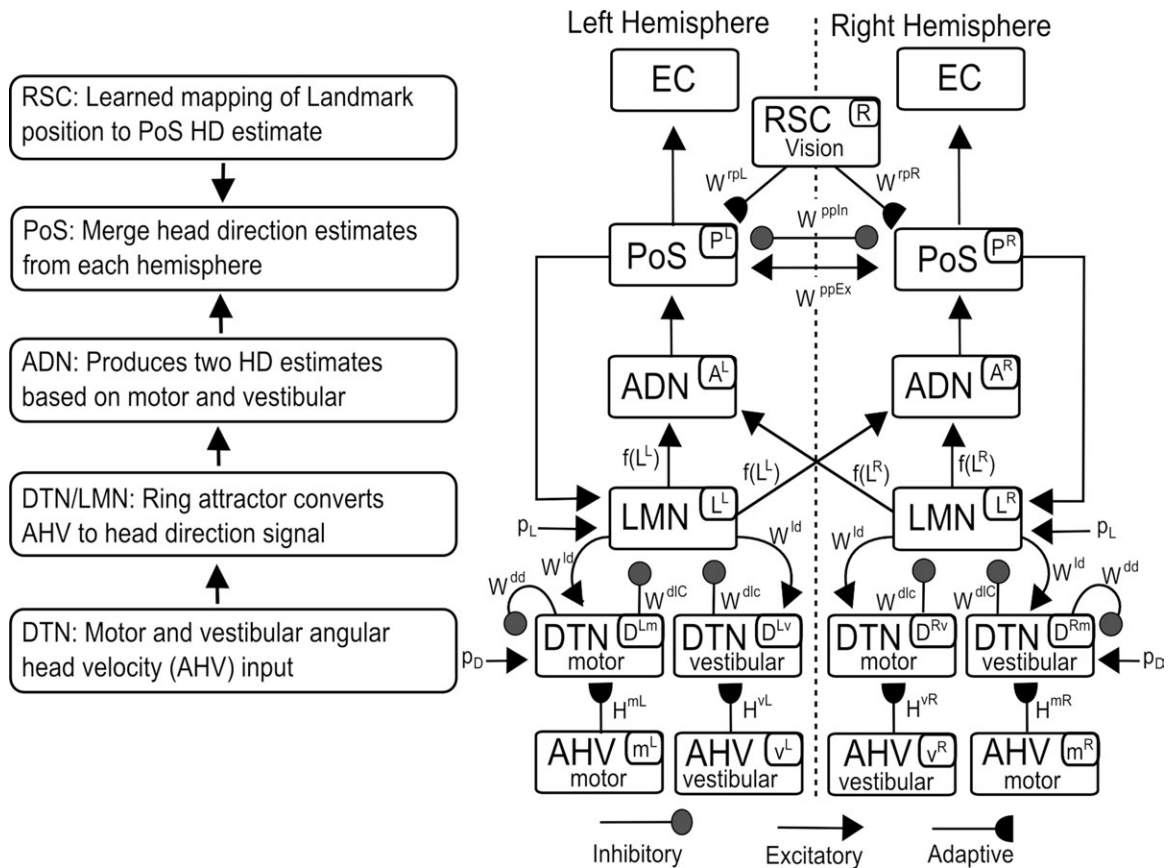 Left Hemisphere
Right Hemisphere
RSC: Learned mapping of Landmark
position to PoS HD estimate
PoS: Merge head direction estimates
from each hemisphere
ADN: Produces two HD estimates
based on motor and vestibular
DTN/LMN: Ring attractor converts
AHV to head direction signal
DTN: Motor and vestibular angular
head velocity (AHV) input
EC
EC
RSC R
Vision
W^rpL
W^rpR
W^ppIn
PoS P^L
PoS P^R
W^ppEx
ADN A^L
ADN A^R
f(L^L)
f(L^L)
f(L^R)
f(L^R)
LMN L^L
LMN L^R
p_L
p_L
W^ld
W^ld
W^ld
W^ld
W^dd
W^dlC
W^dlc
W^dlc
W^dlC
W^dd
DTN D^Lm
motor
DTN D^Lv
vestibular
DTN D^Rv
motor
DTN D^Rm
vestibular
p_D
p_D
H^mL
H^vL
H^vR
H^mR
AHV m^L
motor
AHV v^L
vestibular
AHV v^R
vestibular
AHV m^R
motor
Inhibitory
Excitatory
Adaptive